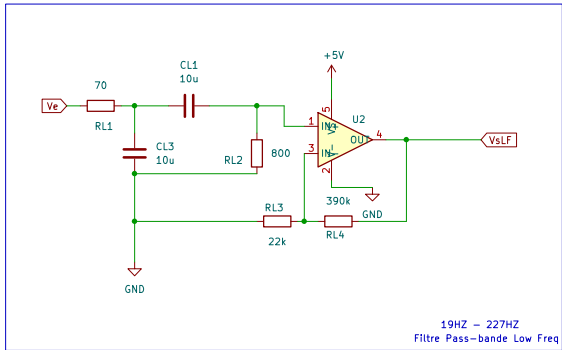 +5V
CL1
10u
70
Ve
RL1
5
U2
V+
1
IN+
OUT
4
VsLF
CL3
10u
RL2
800
3
IN-
V-
2
390k
GND
RL3
22k
RL4
GND
19HZ – 227HZ
Filtre Pass-bande Low Freq